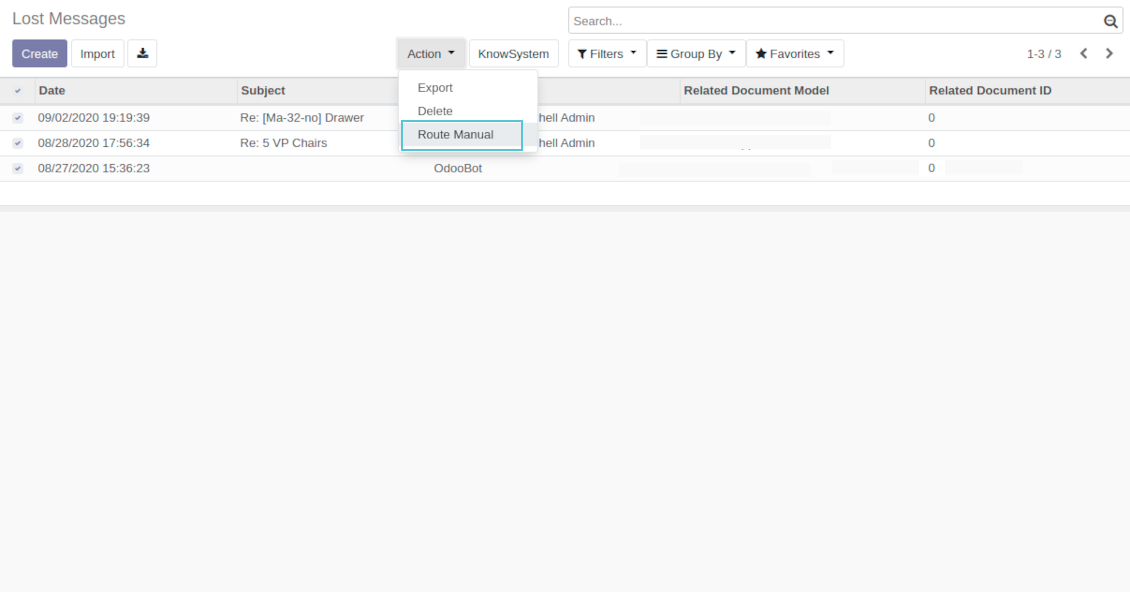 Lost Messages
Search...
Create Import Action KnowSystem Filters Group By Favorites 1-3 / 3
Date Subject Related Document Model Related Document ID
Export
Delete
Route Manual
09/02/2020 19:19:39 Re: [Ma-32-no] Drawer hell Admin 0
08/28/2020 17:56:34 Re: 5 VP Chairs hell Admin 0
08/27/2020 15:36:23 OdooBot 0